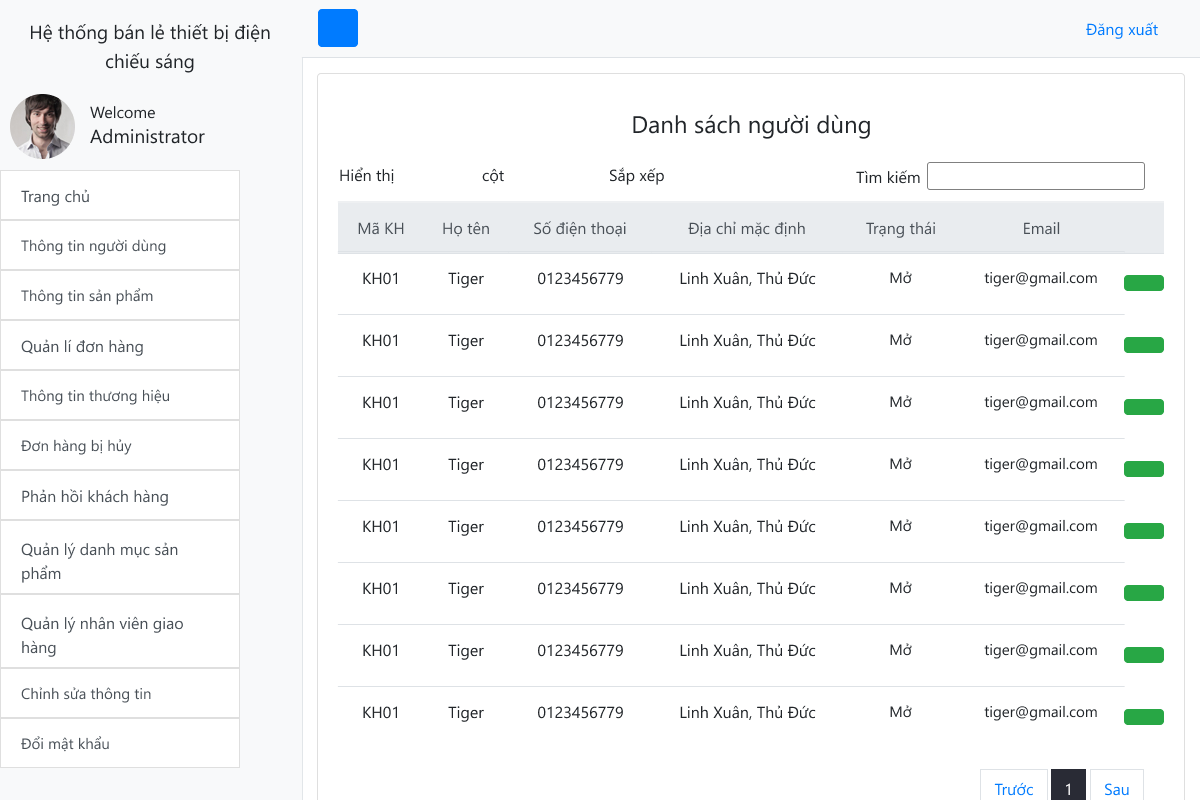 Hệ thống bán lẻ thiết bị điện
chiếu sáng
Đăng xuất
Welcome
Administrator
Trang chủ
Thông tin người dùng
Thông tin sản phẩm
Quản lí đơn hàng
Thông tin thương hiệu
Đơn hàng bị hủy
Phản hồi khách hàng
Quản lý danh mục sản
phẩm
Quản lý nhân viên giao
hàng
Chỉnh sửa thông tin
Đổi mật khẩu
Danh sách người dùng
Hiển thị cột Sắp xếp Tìm kiếm
Mã KH Họ tên Số điện thoại Địa chỉ mặc định Trạng thái Email
KH01 Tiger 0123456779 Linh Xuân, Thủ Đức Mở tiger@gmail.com
KH01 Tiger 0123456779 Linh Xuân, Thủ Đức Mở tiger@gmail.com
KH01 Tiger 0123456779 Linh Xuân, Thủ Đức Mở tiger@gmail.com
KH01 Tiger 0123456779 Linh Xuân, Thủ Đức Mở tiger@gmail.com
KH01 Tiger 0123456779 Linh Xuân, Thủ Đức Mở tiger@gmail.com
KH01 Tiger 0123456779 Linh Xuân, Thủ Đức Mở tiger@gmail.com
KH01 Tiger 0123456779 Linh Xuân, Thủ Đức Mở tiger@gmail.com
KH01 Tiger 0123456779 Linh Xuân, Thủ Đức Mở tiger@gmail.com
Trước 1 Sau